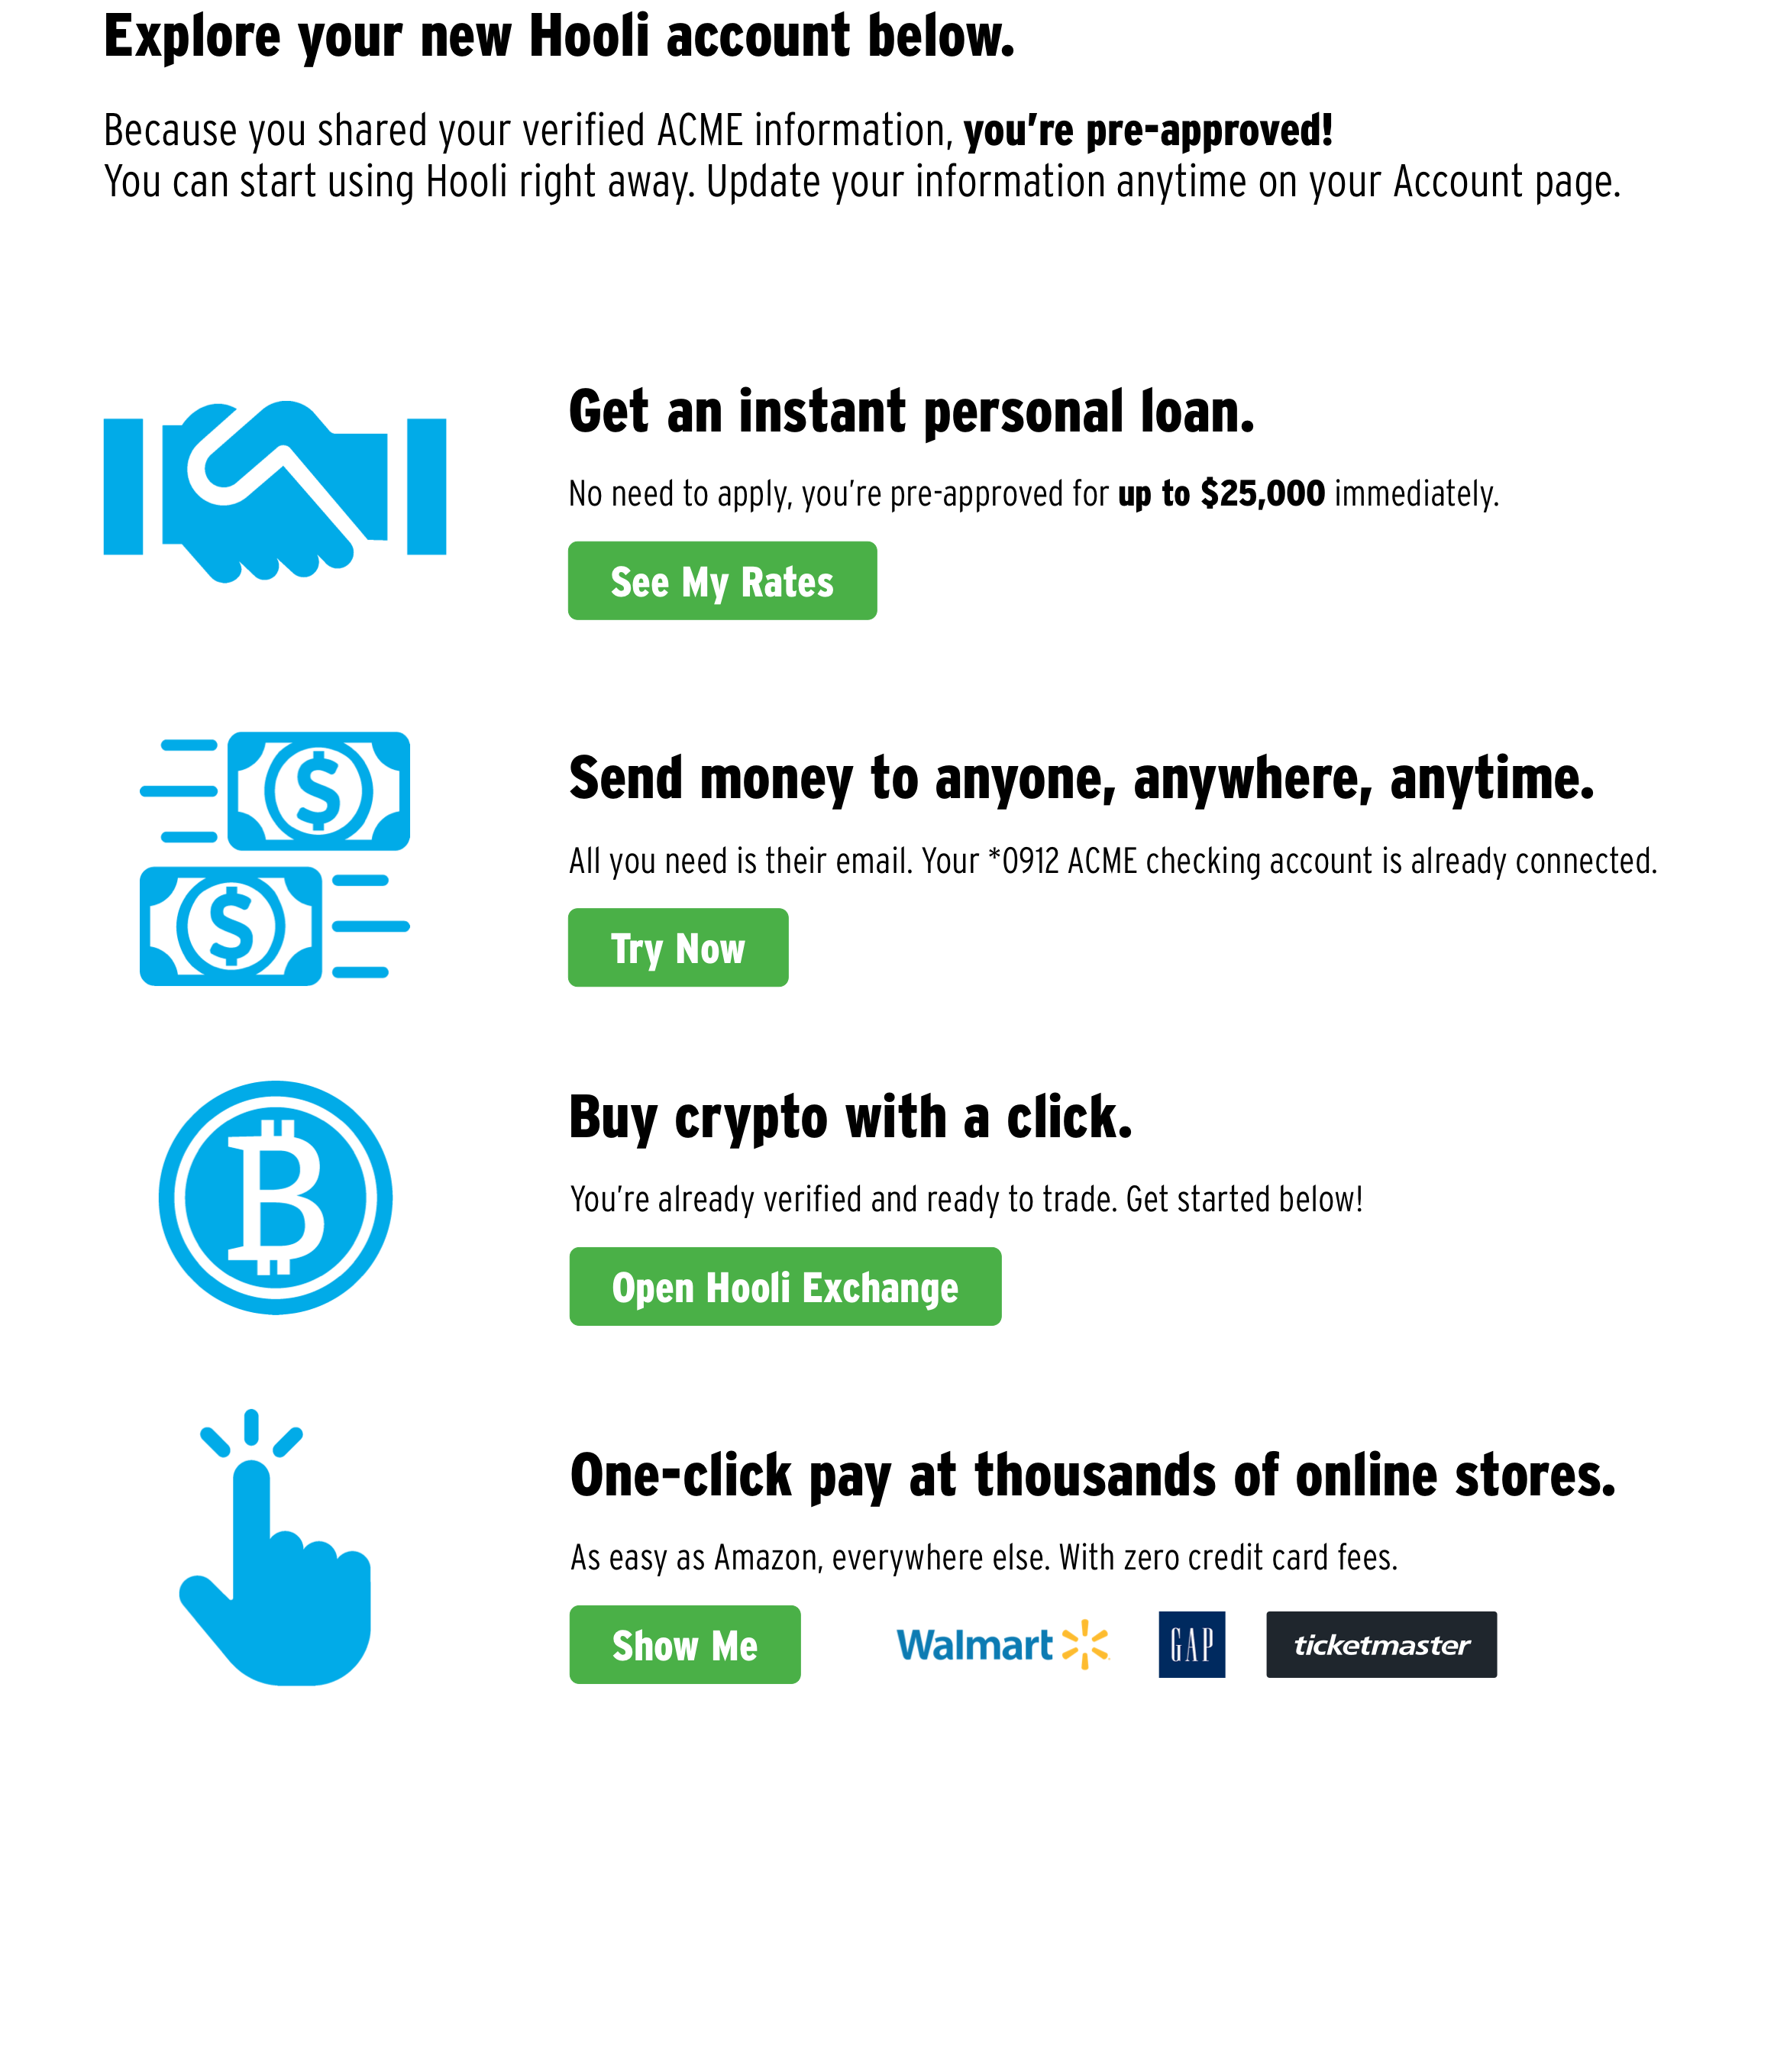 Explore your new Hooli account below.
Because you shared your verified ACME information, you're pre-approved!
You can start using Hooli right away. Update your information anytime on your Account page.
Get an instant personal loan.
No need to apply, you're pre-approved for up to $25,000 immediately.
See My Rates
Send money to anyone, anywhere, anytime.
All you need is their email. Your *0912 ACME checking account is already connected.
Try Now
Buy crypto with a click.
You're already verified and ready to trade. Get started below!
Open Hooli Exchange
One-click pay at thousands of online stores.
As easy as Amazon, everywhere else. With zero credit card fees.
Show Me
Walmart
GAP
ticketmaster